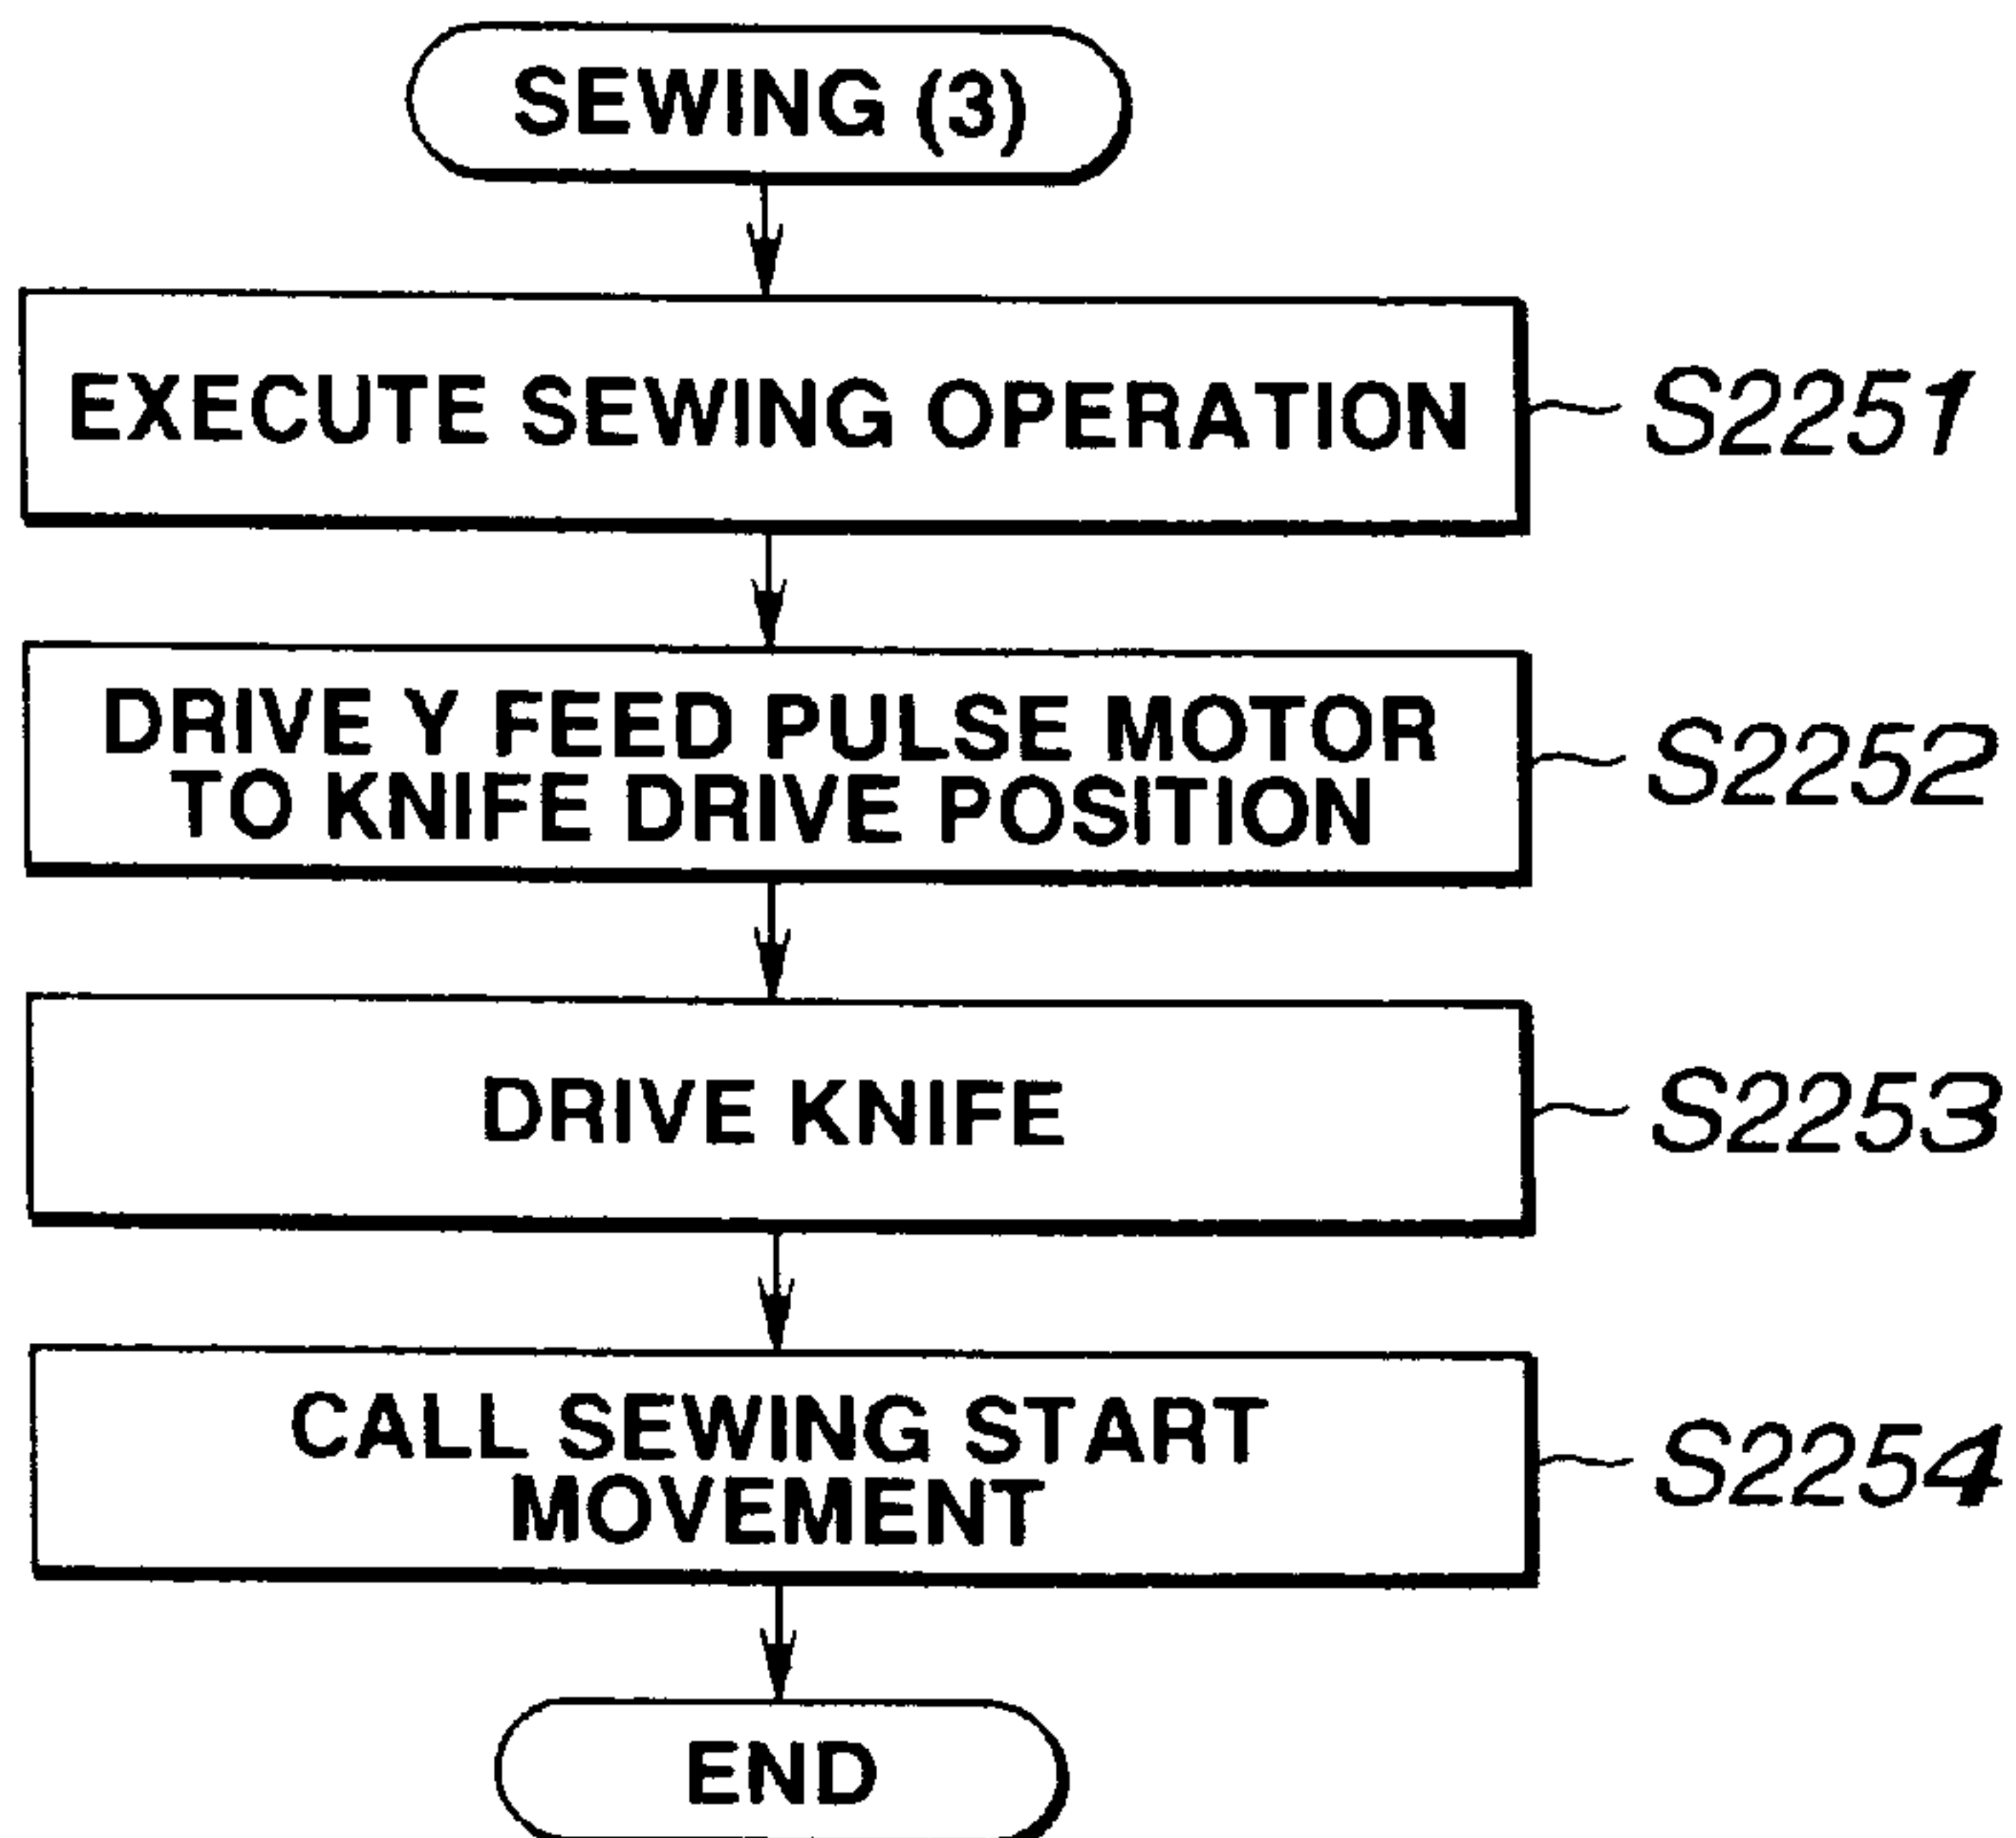 SEWING (3)
EXECUTE SEWING OPERATION
S2251
DRIVE Y FEED PULSE MOTOR
TO KNIFE DRIVE POSITION
S2252
DRIVE KNIFE
S2253
CALL SEWING START
MOVEMENT
S2254
END